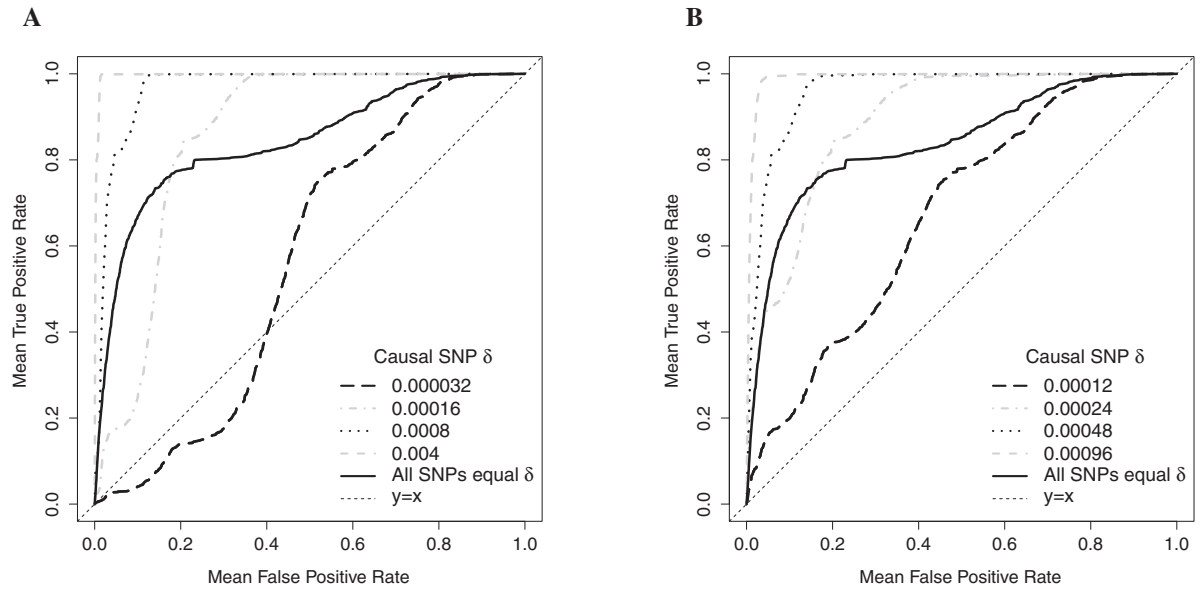 A
Mean True Positive Rate
0.0 0.2 0.4 0.6 0.8 1.0
Causal SNP δ
0.000032
0.00016
0.0008
0.004
All SNPs equal δ
y=x
0.0 0.2 0.4 0.6 0.8 1.0
Mean False Positive Rate
B
Mean True Positive Rate
0.0 0.2 0.4 0.6 0.8 1.0
Causal SNP δ
0.00012
0.00024
0.00048
0.00096
All SNPs equal δ
y=x
0.0 0.2 0.4 0.6 0.8 1.0
Mean False Positive Rate